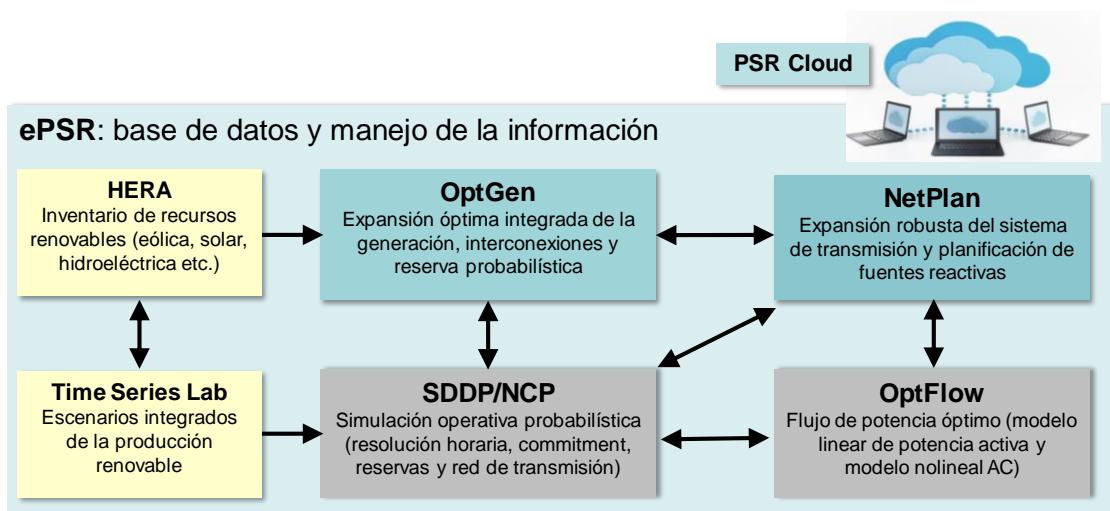 PSR Cloud
ePSR: base de datos y manejo de la información
HERA
Inventario de recursos
renovables (eólica, solar,
hidroeléctrica etc.)
OptGen
Expansión óptima integrada de la
generación, interconexiones y
reserva probabilística
NetPlan
Expansión robusta del sistema
de transmisión y planificación de
fuentes reactivas
Time Series Lab
Escenarios integrados
de la producción
renovable
SDDP/NCP
Simulación operativa probabilística
(resolución horaria, commitment,
reservas y red de transmisión)
OptFlow
Flujo de potencia óptimo (modelo
linear de potencia activa y
modelo nolineal AC)